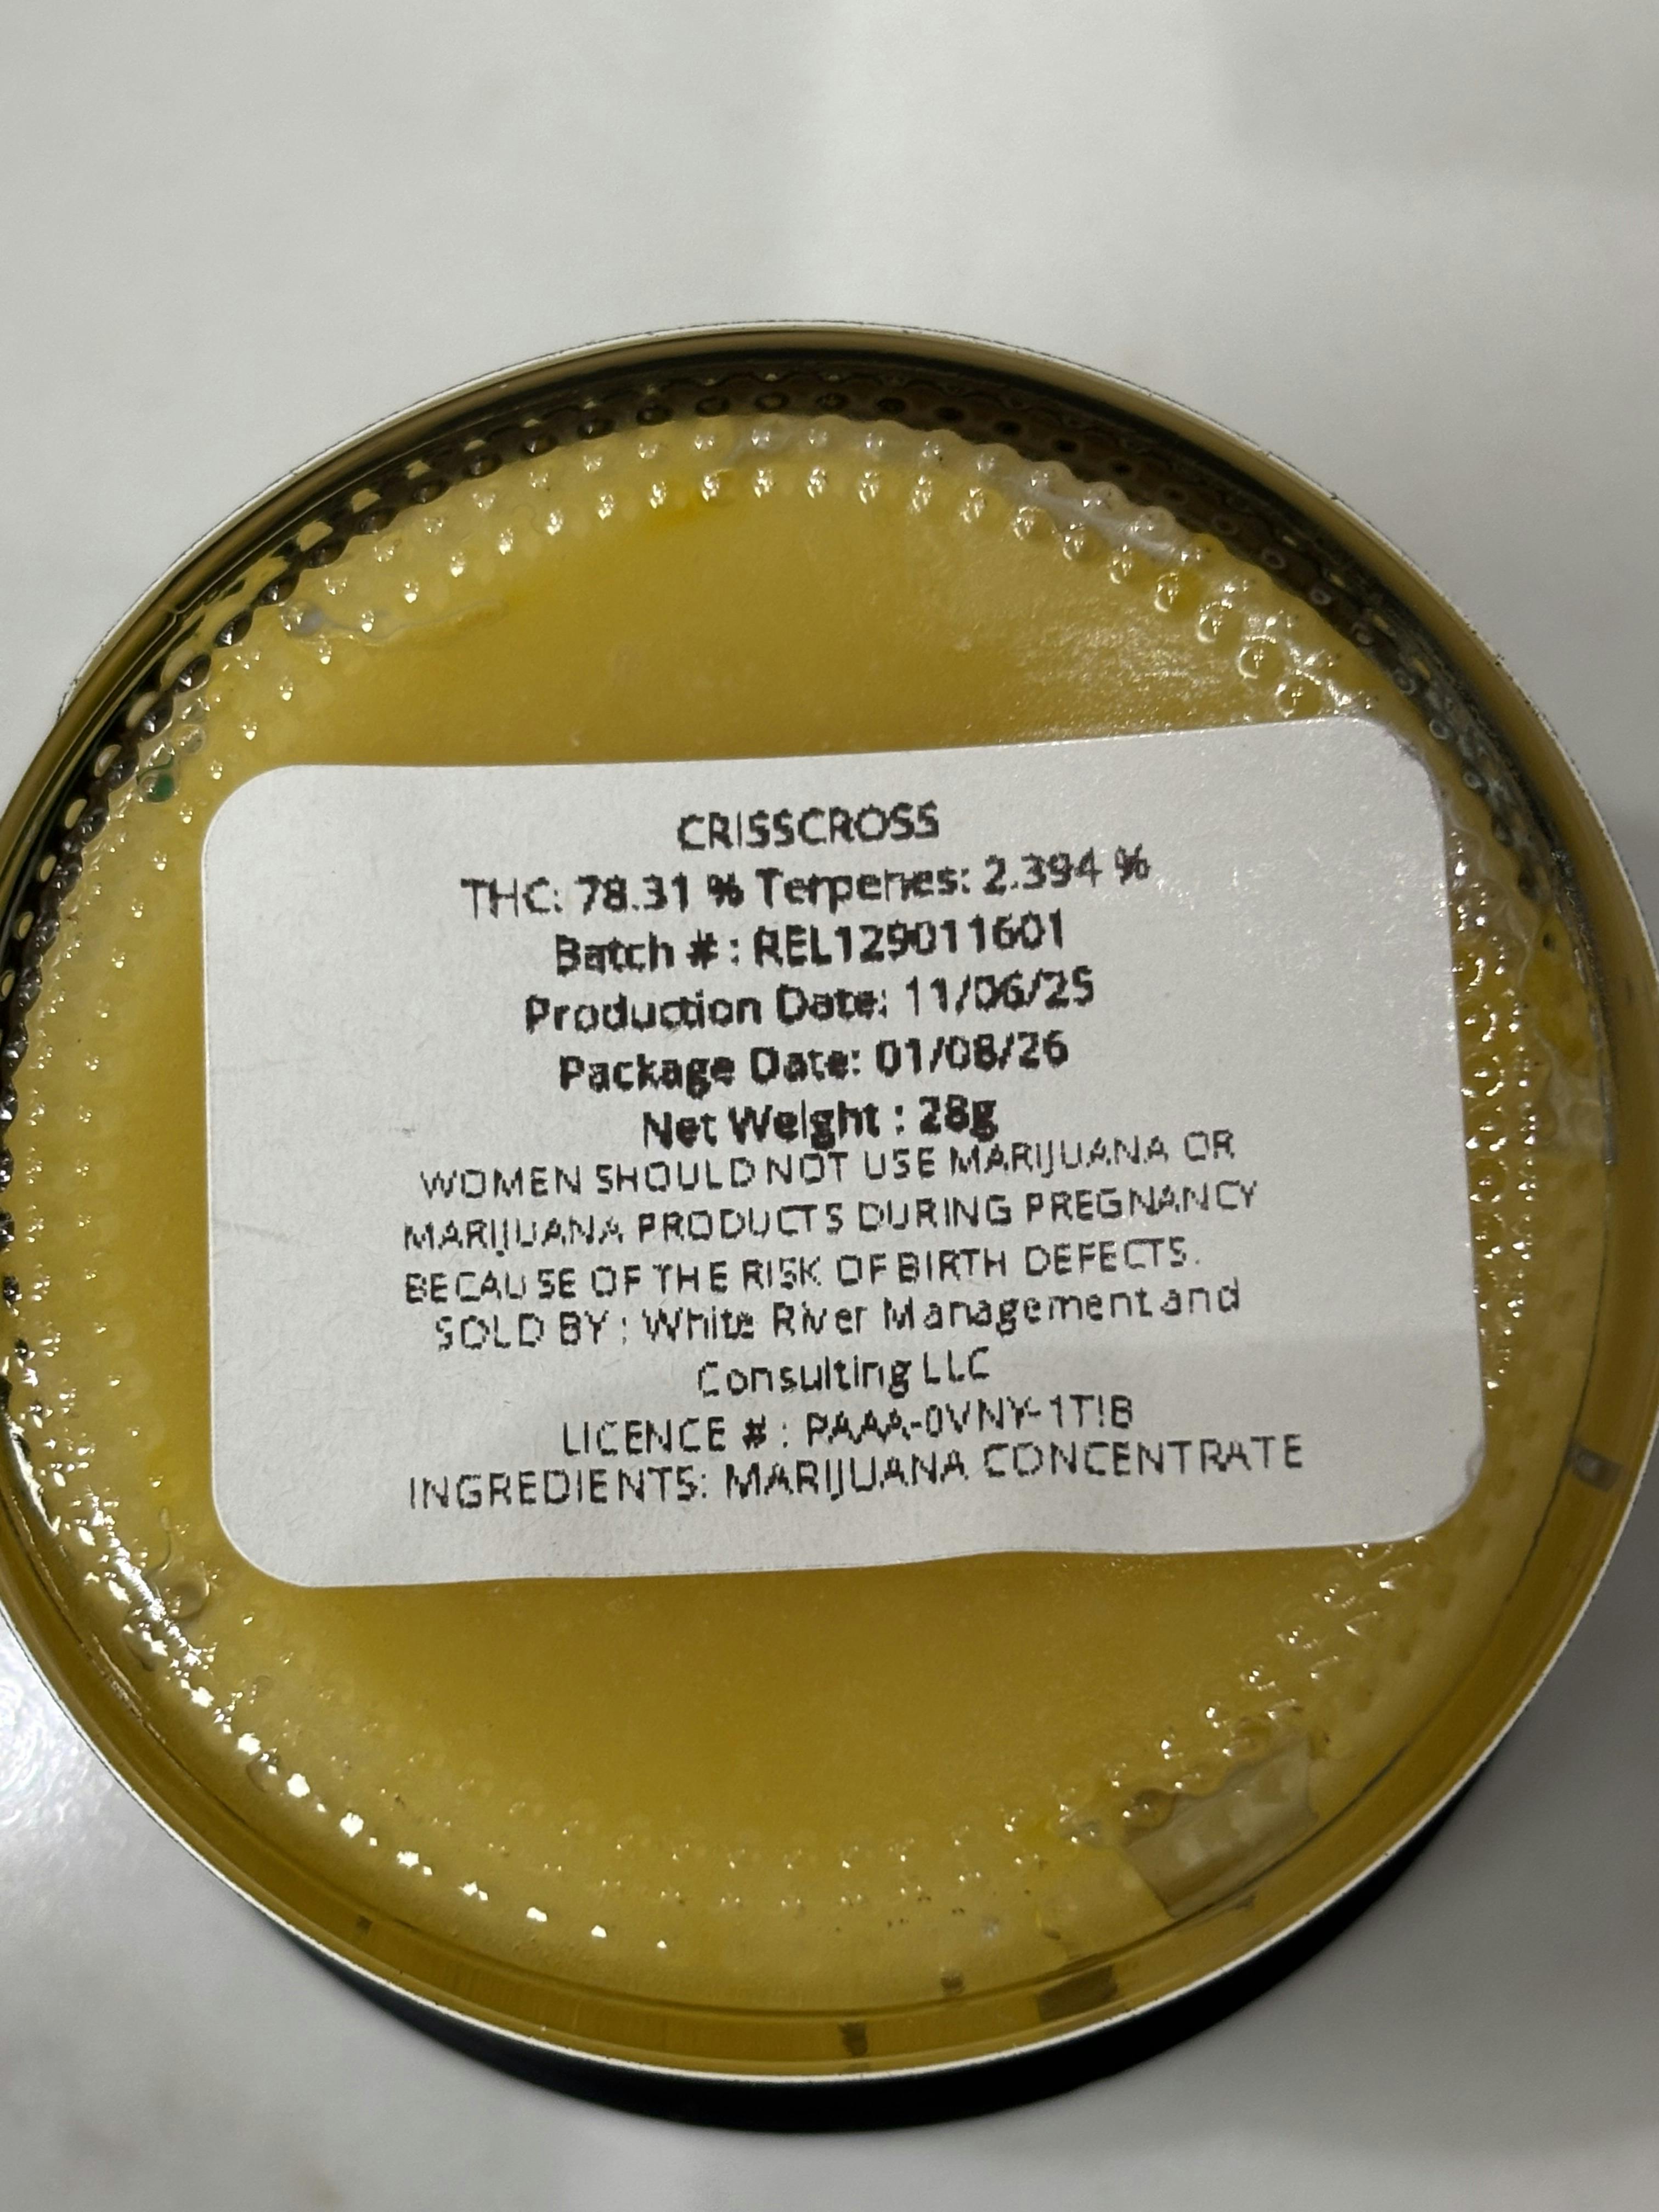 CRISSCROSS
THC: 78.31 % Terpenes: 2.394 %
Batch # : REL129011601
Production Date: 11/06/25
Package Date: 01/08/26
Net Weight : 28g
WOMEN SHOULD NOT USE MARIJUANA OR
MARIJUANA PRODUCTS DURING PREGNANCY
BECAUSE OF THE RISK OF BIRTH DEFECTS.
SOLD BY : White River Management and
Consulting LLC
LICENCE # : PAAA-0VNY-1TIB
INGREDIENTS: MARIJUANA CONCENTRATE